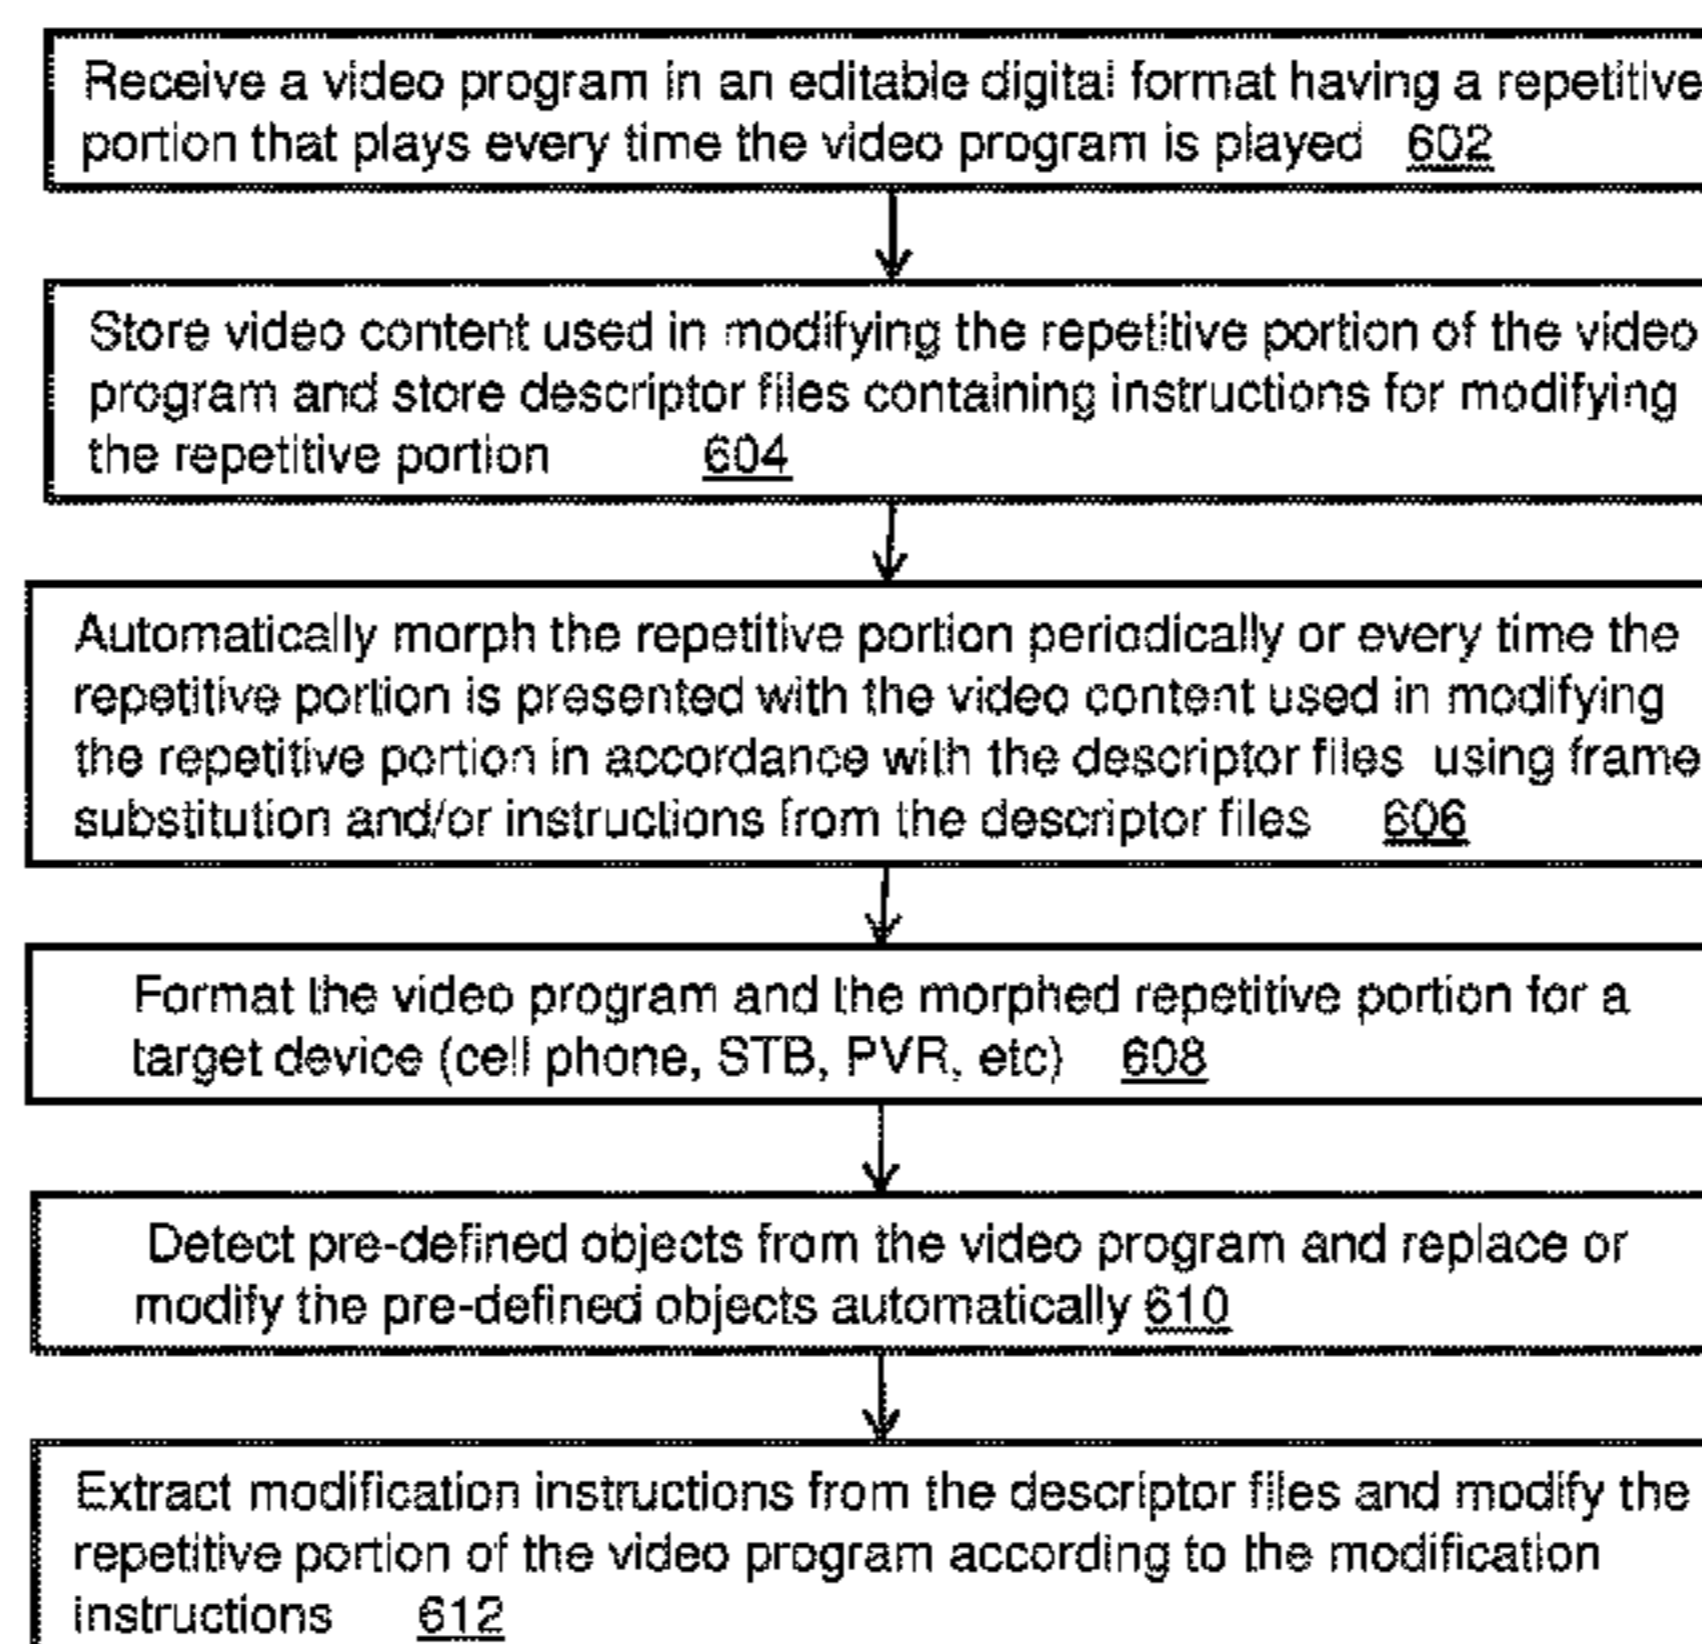 Receive a video program in an editable digital format having a repetitive
portion that plays every time the video program is played 602
Store video content used in modifying the repetitive portion of the video
program and store descriptor files containing instructions for modifying
the repetitive portion 604
Automatically morph the repetitive portion periodically or every time the
repetitive portion is presented with the video content used in modifying
the repetitive portion in accordance with the descriptor files using frame
substitution and/or instructions from the descriptor files 606
Format the video program and the morphed repetitive portion for a
target device (cell phone, STB, PVR, etc) 608
Detect pre-defined objects from the video program and replace or
modify the pre-defined objects automatically 610
Extract modification instructions from the descriptor files and modify the
repetitive portion of the video program according to the modification
instructions 612